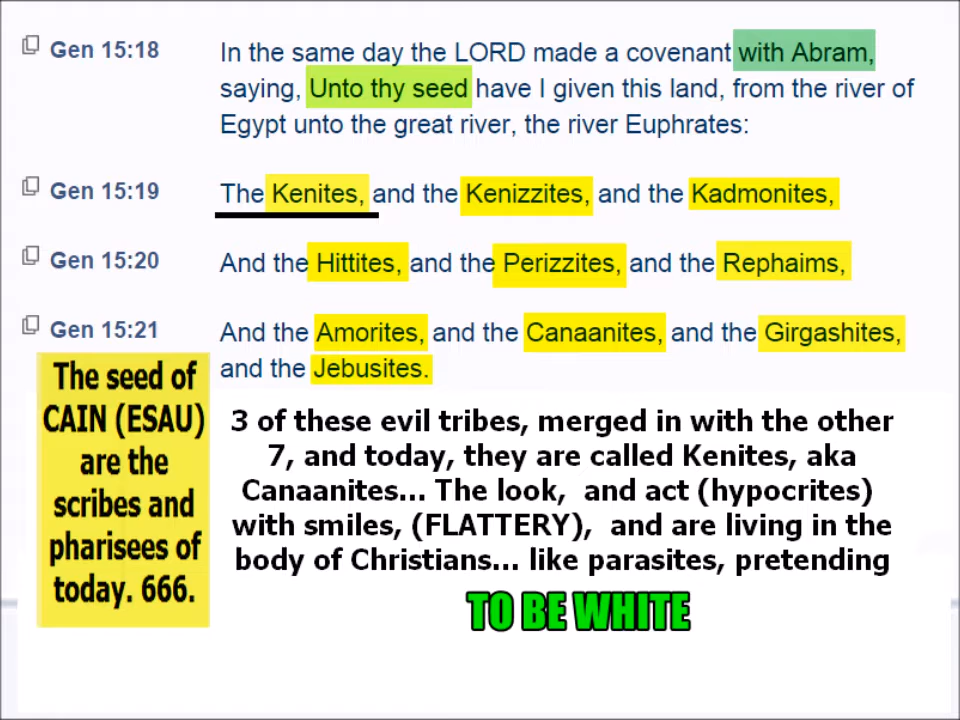 Gen 15:18 In the same day the LORD made a covenant with Abram,
saying, Unto thy seed have I given this land, from the river of
Egypt unto the great river, the river Euphrates:
Gen 15:19 The Kenites, and the Kenizzites, and the Kadmonites,
Gen 15:20 And the Hittites, and the Perizzites, and the Rephaims,
Gen 15:21 And the Amorites, and the Canaanites, and the Girgashites,
and the Jebusites.
The seed of
CAIN (ESAU)
are the
scribes and
pharisees of
today. 666.
3 of these evil tribes, merged in with the other
7, and today, they are called Kenites, aka
Canaanites... The look, and act (hypocrites)
with smiles, (FLATTERY), and are living in the
body of Christians... like parasites, pretending
TO BE WHITE